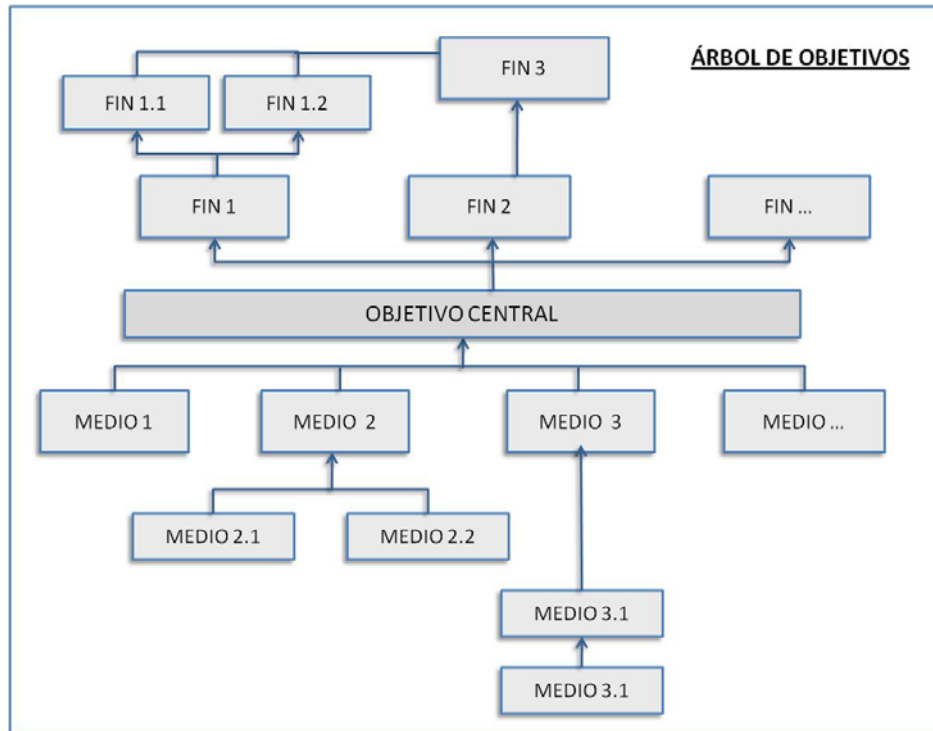 ÁRBOL DE OBJETIVOS
FIN 3
FIN 1.1
FIN 1.2
FIN 1
FIN 2
FIN ...
OBJETIVO CENTRAL
MEDIO 1
MEDIO 2
MEDIO 3
MEDIO ...
MEDIO 2.1
MEDIO 2.2
MEDIO 3.1
MEDIO 3.1